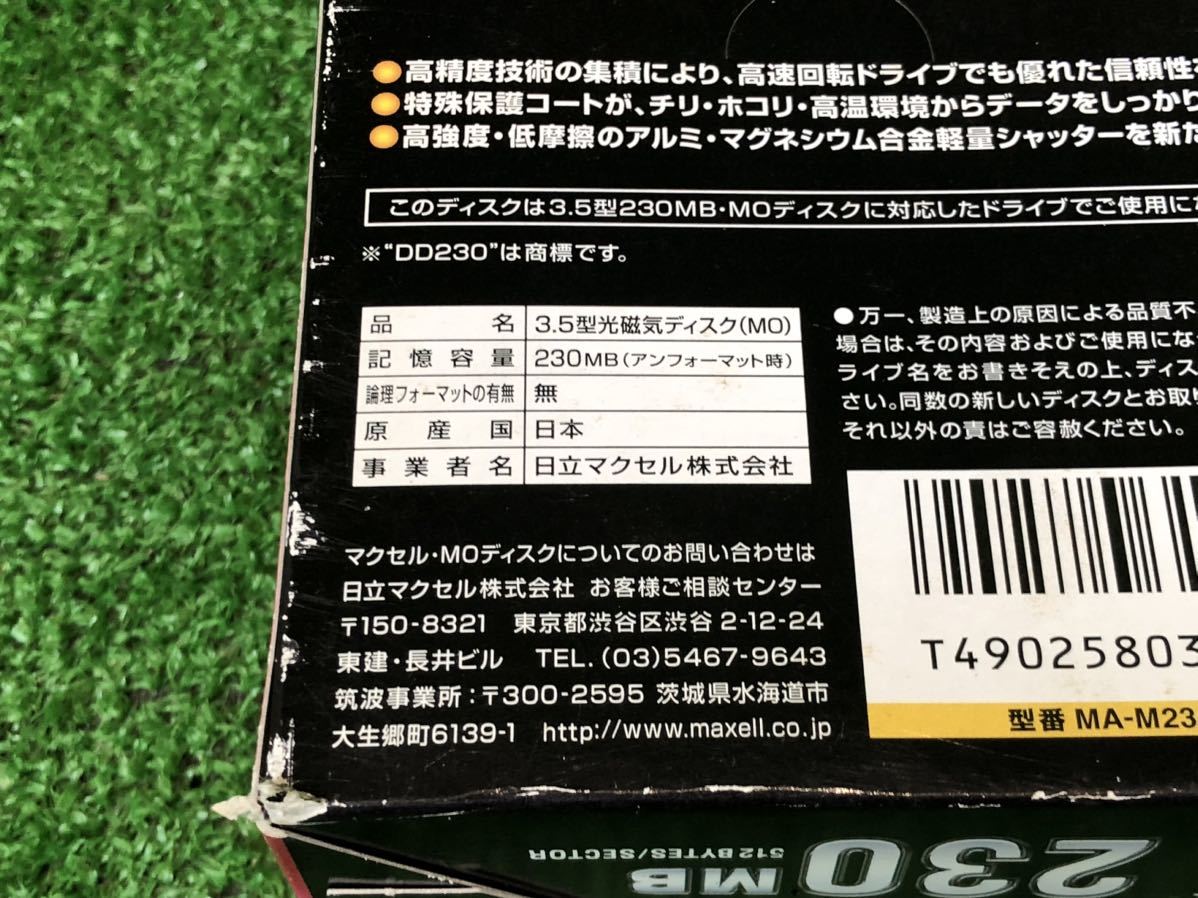 ●高精度技術の集積により、高速回転ドライブでも優れた信頼性
●特殊保護コートが、チリ・ホコリ・高温環境からデータをしっかり
●高強度・低摩擦のアルミ・マグネシウム合金軽量シャッターを新た
このディスクは3.5型230MB・MOディスクに対応したドライブでご使用にな
※“DD230”は商標です。
品名 3.5型光磁気ディスク(MO)
記憶容量 230MB(アンフォーマット時)
論理フォーマットの有無 無
原産国 日本
事業者名 日立マクセル株式会社
●万一、製造上の原因による品質不
場合は、その内容およびご使用にな
ライブ名をお書きそえの上、ディス
さい。同数の新しいディスクとお取り
それ以外の責はご容赦ください。
マクセル・MOディスクについてのお問い合わせは
日立マクセル株式会社 お客様ご相談センター
〒150-8321 東京都渋谷区渋谷2-12-24
東建・長井ビル TEL.(03)5467-9643
筑波事業所:〒300-2595 茨城県水海道市
大生郷町6139-1 http://www.maxell.co.jp
T49025803
型番 MA-M23
230MB
512BYTES/SECTOR